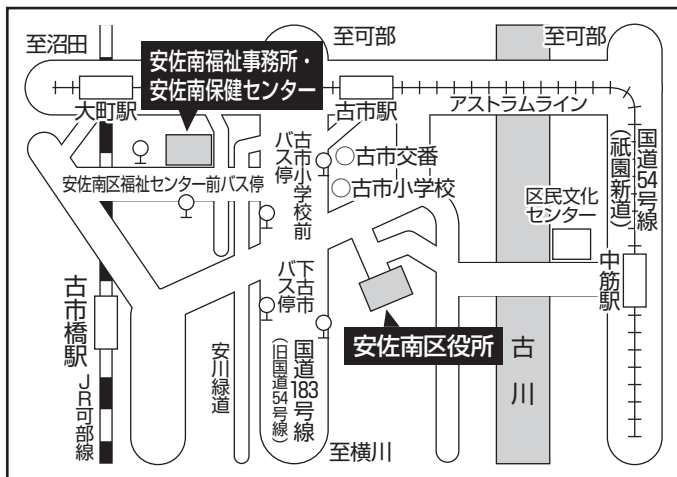 至沼田
安佐南福祉事務所・
安佐南保健センター
至可部
至可部
大町駅
古市駅
アストラムライン
国道54号線
(祇園新道)
古市小学校前
バス停
○古市交番
○古市小学校
安佐南区福祉センター前バス停
区民文化
センター
中筋駅
下古市
バス停
古市橋駅
安佐南区役所
古川
JR可部線
安川緑道
国道183号線
(旧国道54号線)
至横川